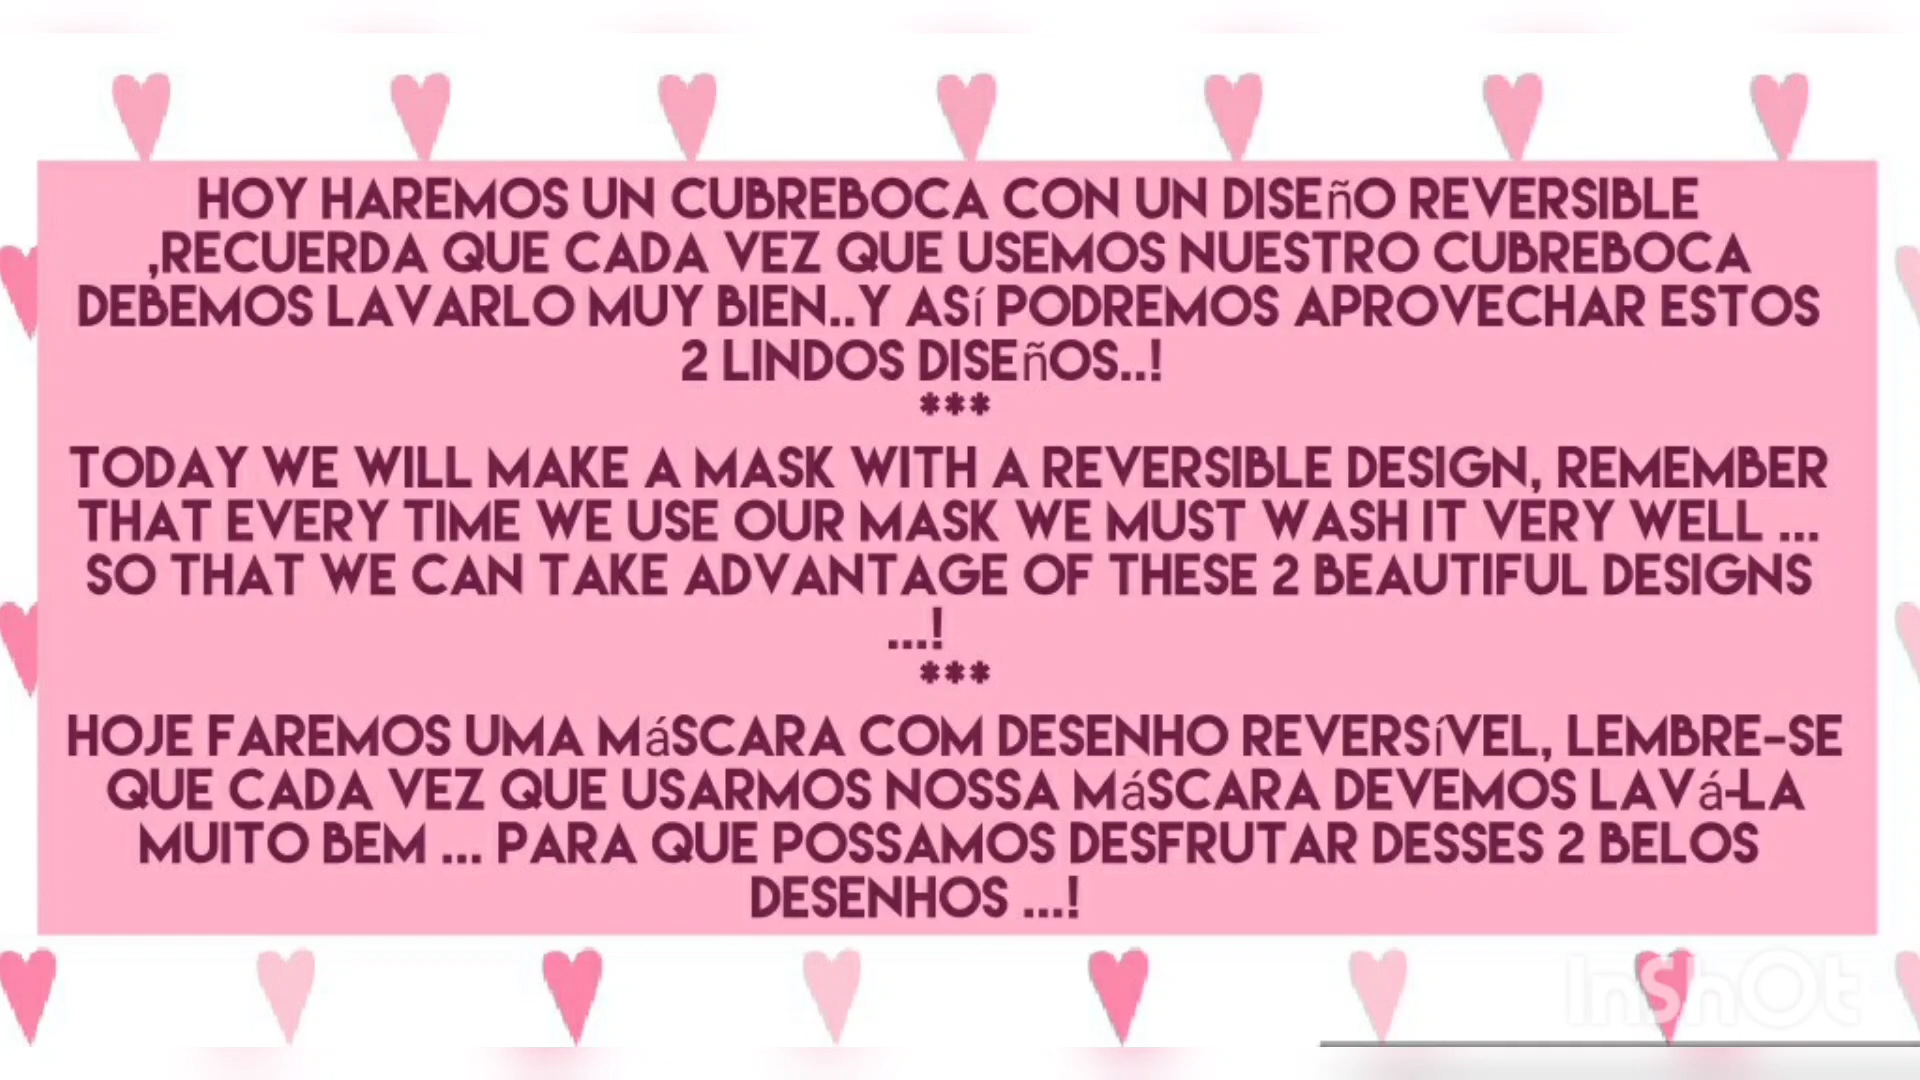 HOY HAREMOS UN CUBREBOCA CON UN DISEñO REVERSIBLE
,RECUERDA QUE CADA VEZ QUE USEMOS NUESTRO CUBREBOCA
DEBEMOS LAVARLO MUY BIEN..Y ASí PODREMOS APROVECHAR ESTOS
2 LINDOS DISEñOS..!
***
TODAY WE WILL MAKE A MASK WITH A REVERSIBLE DESIGN, REMEMBER
THAT EVERY TIME WE USE OUR MASK WE MUST WASH IT VERY WELL ...
SO THAT WE CAN TAKE ADVANTAGE OF THESE 2 BEAUTIFUL DESIGNS
...!
***
HOJE FAREMOS UMA MáSCARA COM DESENHO REVERSíVEL, LEMBRE-SE
QUE CADA VEZ QUE USARMOS NOSSA MáSCARA DEVEMOS LAVá-LA
MUITO BEM ... PARA QUE POSSAMOS DESFRUTAR DESSES 2 BELOS
DESENHOS ...!
InShOt